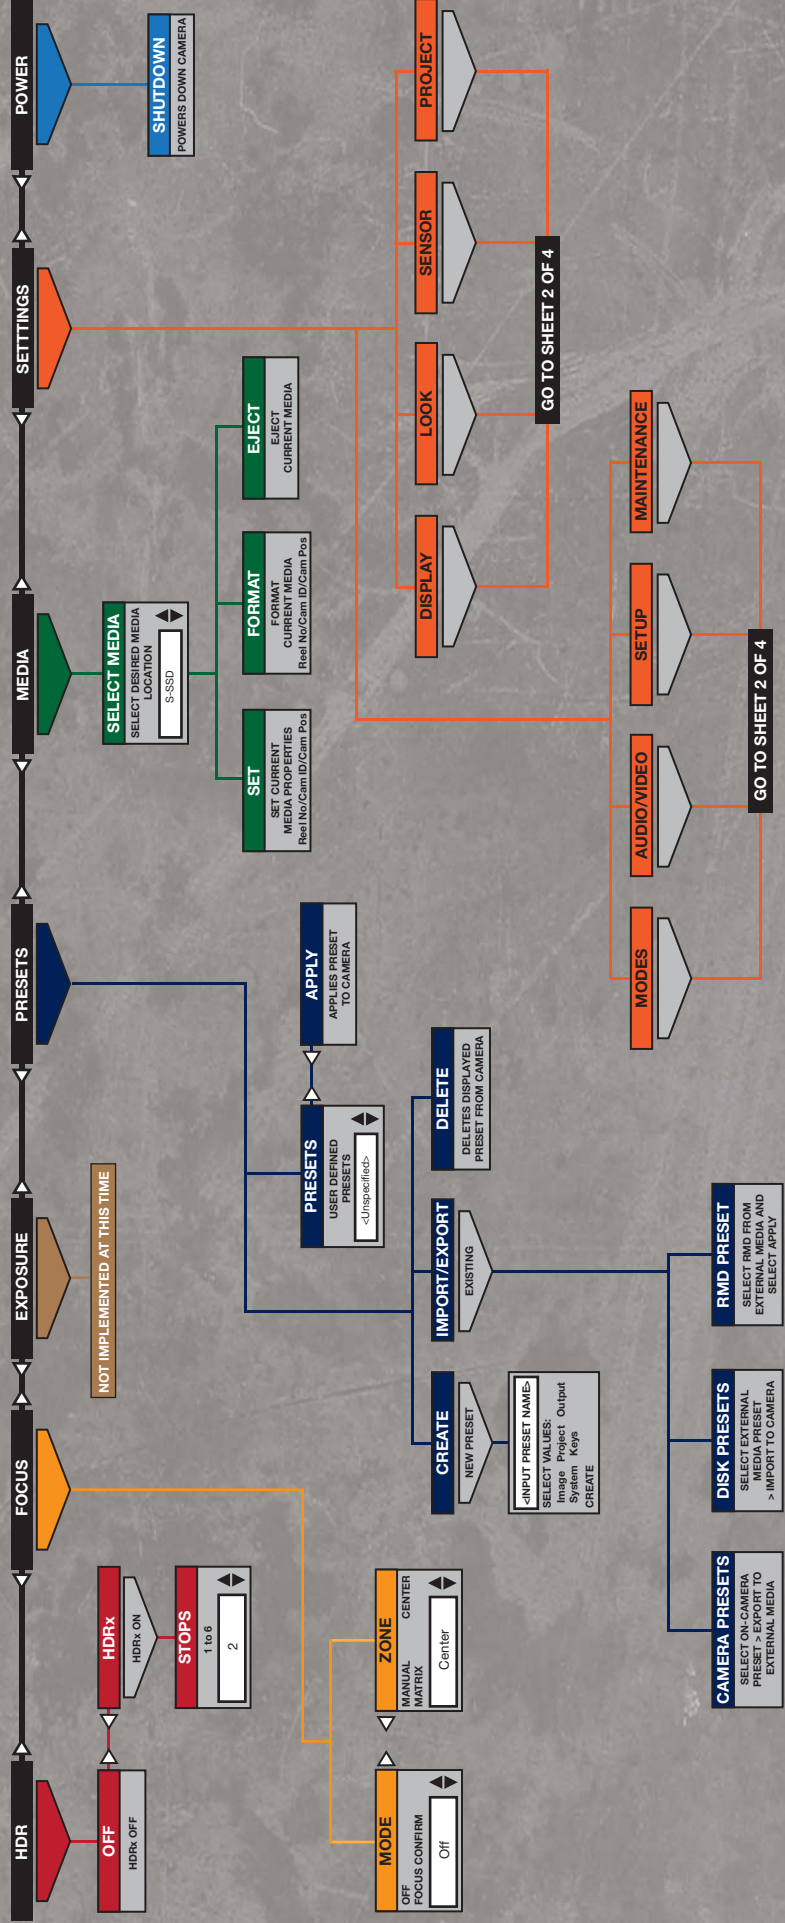 HDR
FOCUS
EXPOSURE
PRESETS
MEDIA
SETTTINGS
POWER
OFF
HDRx OFF
HDRx
HDRx ON
STOPS
1 to 6
2
MODE
OFF
FOCUS CONFIRM
Off
ZONE
MANUAL CENTER
MATRIX
Center
NOT IMPLEMENTED AT THIS TIME
PRESETS
USER DEFINED
PRESETS
<Unspecified>
APPLY
APPLIES PRESET
TO CAMERA
CREATE
NEW PRESET
<INPUT PRESET NAME>
SELECT VALUES:
Image Project Output
System Keys
CREATE
IMPORT/EXPORT
EXISTING
DELETE
DELETES DISPLAYED
PRESET FROM CAMERA
CAMERA PRESETS
SELECT ON-CAMERA
PRESET > EXPORT TO
EXTERNAL MEDIA
DISK PRESETS
SELECT EXTERNAL
MEDIA PRESET
> IMPORT TO CAMERA
RMD PRESET
SELECT RMD FROM
EXTERNAL MEDIA AND
SELECT APPLY
SELECT MEDIA
SELECT DESIRED MEDIA
LOCATION
S-SSD
SET
SET CURRENT
MEDIA PROPERTIES
Reel No/Cam ID/Cam Pos
FORMAT
FORMAT
CURRENT MEDIA
Reel No/Cam ID/Cam Pos
EJECT
EJECT
CURRENT MEDIA
DISPLAY
LOOK
SENSOR
PROJECT
GO TO SHEET 2 OF 4
MODES
AUDIO/VIDEO
SETUP
MAINTENANCE
GO TO SHEET 2 OF 4
SHUTDOWN
POWERS DOWN CAMERA